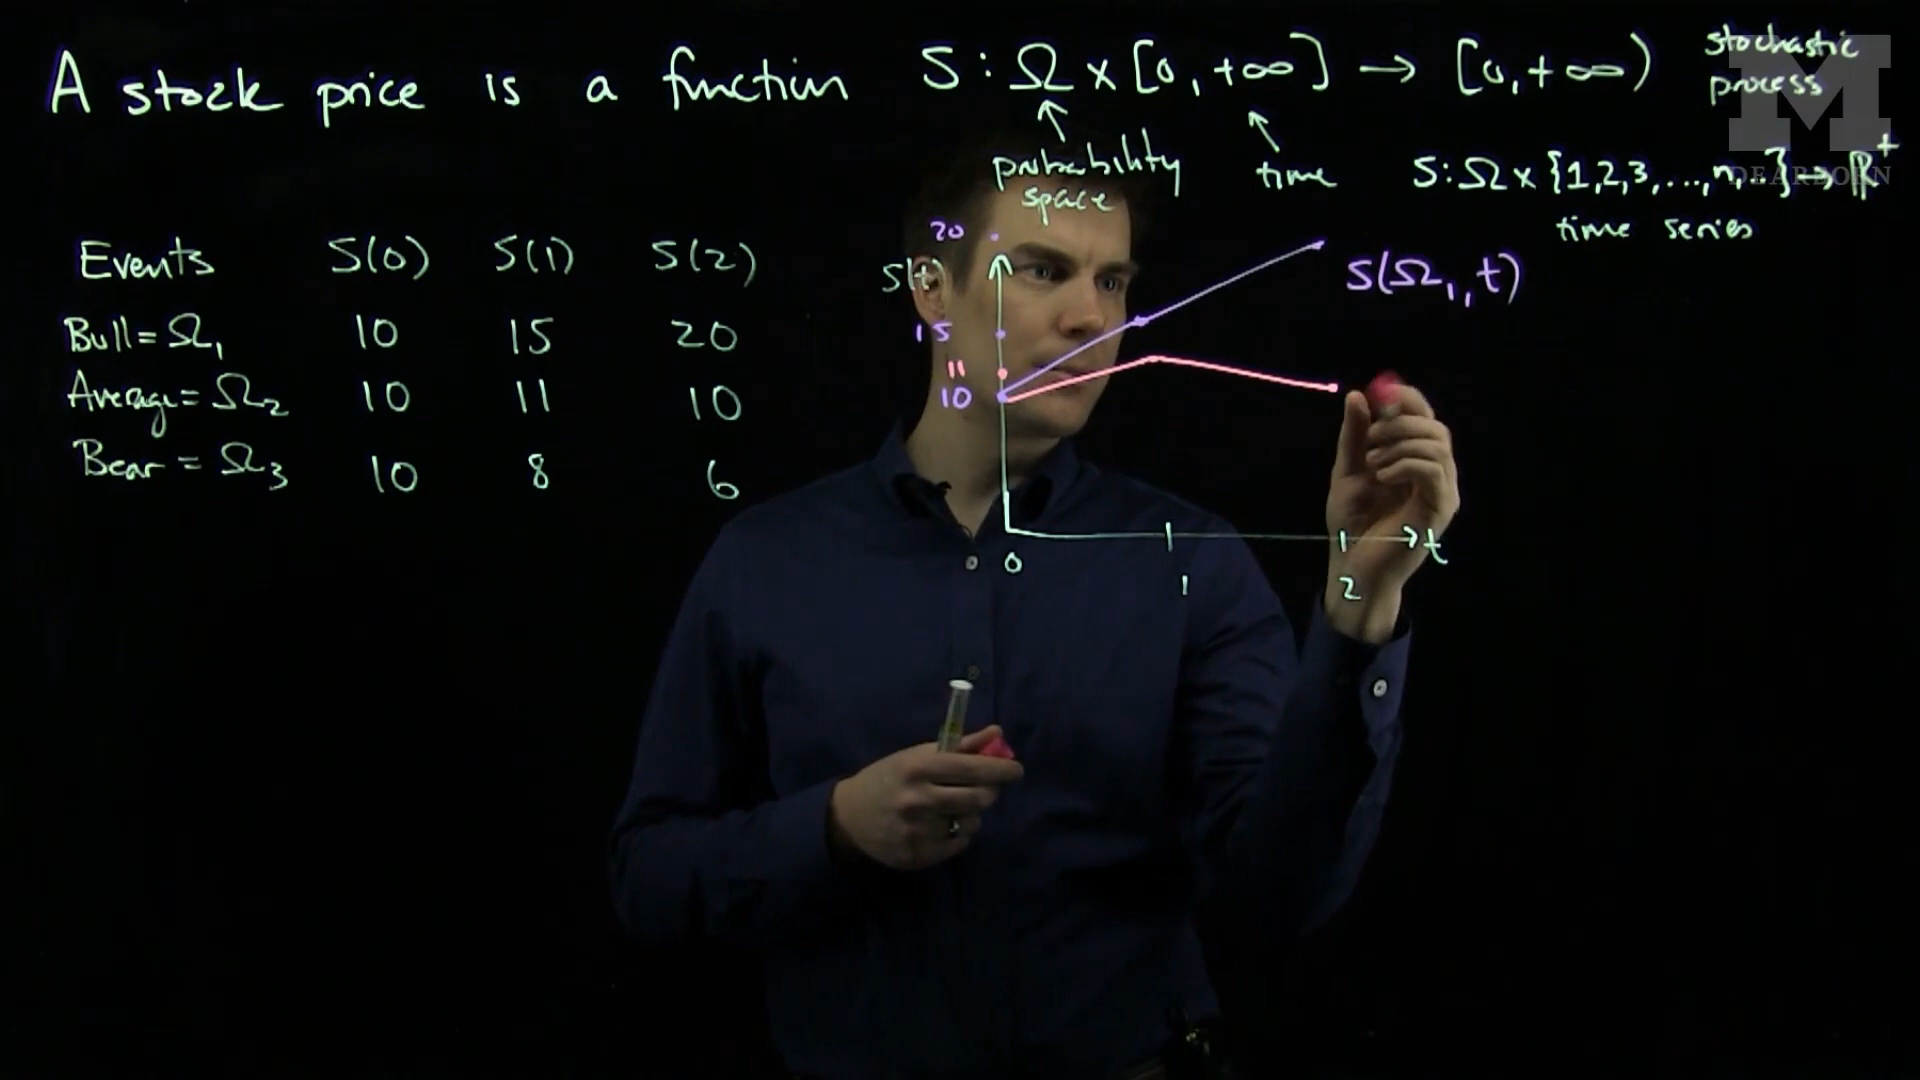 A stock price is a function S: Ω x [0, +∞] → [0, +∞)
stochastic
process
probability
space
time
S: Ω x {1,2,3,...,n,..} → ℝ⁺
time series
Events S(0) S(1) S(2)
Bull = Ω₁ 10 15 20
Average = Ω₂ 10 11 10
Bear = Ω₃ 10 8 6
20
S(t)
15
11
10
S(Ω₁, t)
0
1
2
t
M
DEARBORN